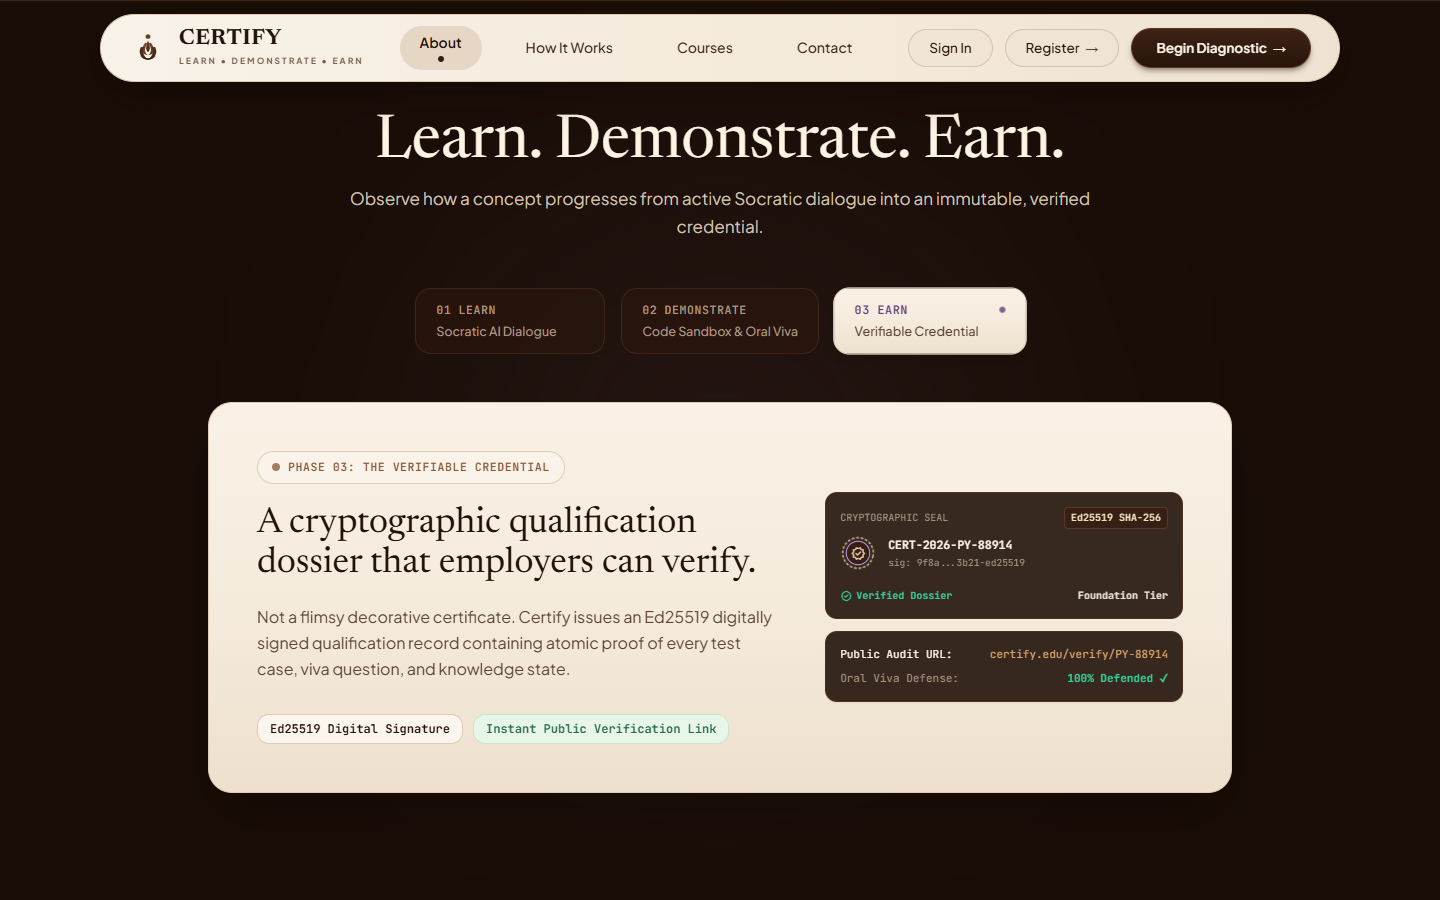 CERTIFY
LEARN • DEMONSTRATE • EARN
About
How It Works
Courses
Contact
Sign In
Register →
Begin Diagnostic →
Learn. Demonstrate. Earn.
Observe how a concept progresses from active Socratic dialogue into an immutable, verified
credential.
01 LEARN
Socratic AI Dialogue
02 DEMONSTRATE
Code Sandbox & Oral Viva
03 EARN
Verifiable Credential
PHASE 03: THE VERIFIABLE CREDENTIAL
A cryptographic qualification
dossier that employers can verify.
Not a flimsy decorative certificate. Certify issues an Ed25519 digitally
signed qualification record containing atomic proof of every test
case, viva question, and knowledge state.
Ed25519 Digital Signature
Instant Public Verification Link
CRYPTOGRAPHIC SEAL
Ed25519 SHA-256
CERT-2026-PY-88914
sig: 9f8a...3b21-ed25519
Verified Dossier
Foundation Tier
Public Audit URL:
certify.edu/verify/PY-88914
Oral Viva Defense:
100% Defended ✓